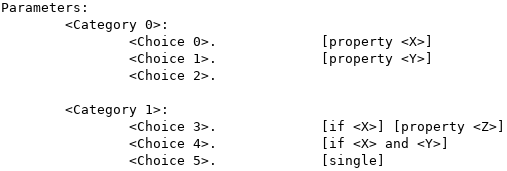 Parameters:
<Category 0>:
<Choice 0>. [property <X>]
<Choice 1>. [property <Y>]
<Choice 2>.
<Category 1>:
<Choice 3>. [if <X>] [property <Z>]
<Choice 4>. [if <X> and <Y>]
<Choice 5>. [single]